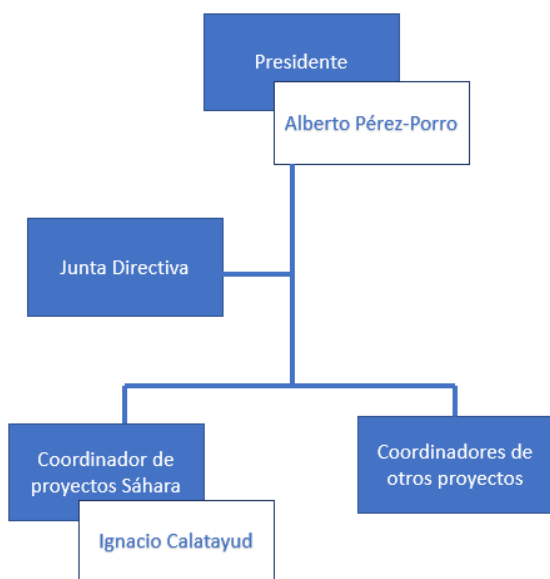 Presidente
Alberto Pérez-Porro
Junta Directiva
Coordinador de
proyectos Sáhara
Ignacio Calatayud
Coordinadores de
otros proyectos